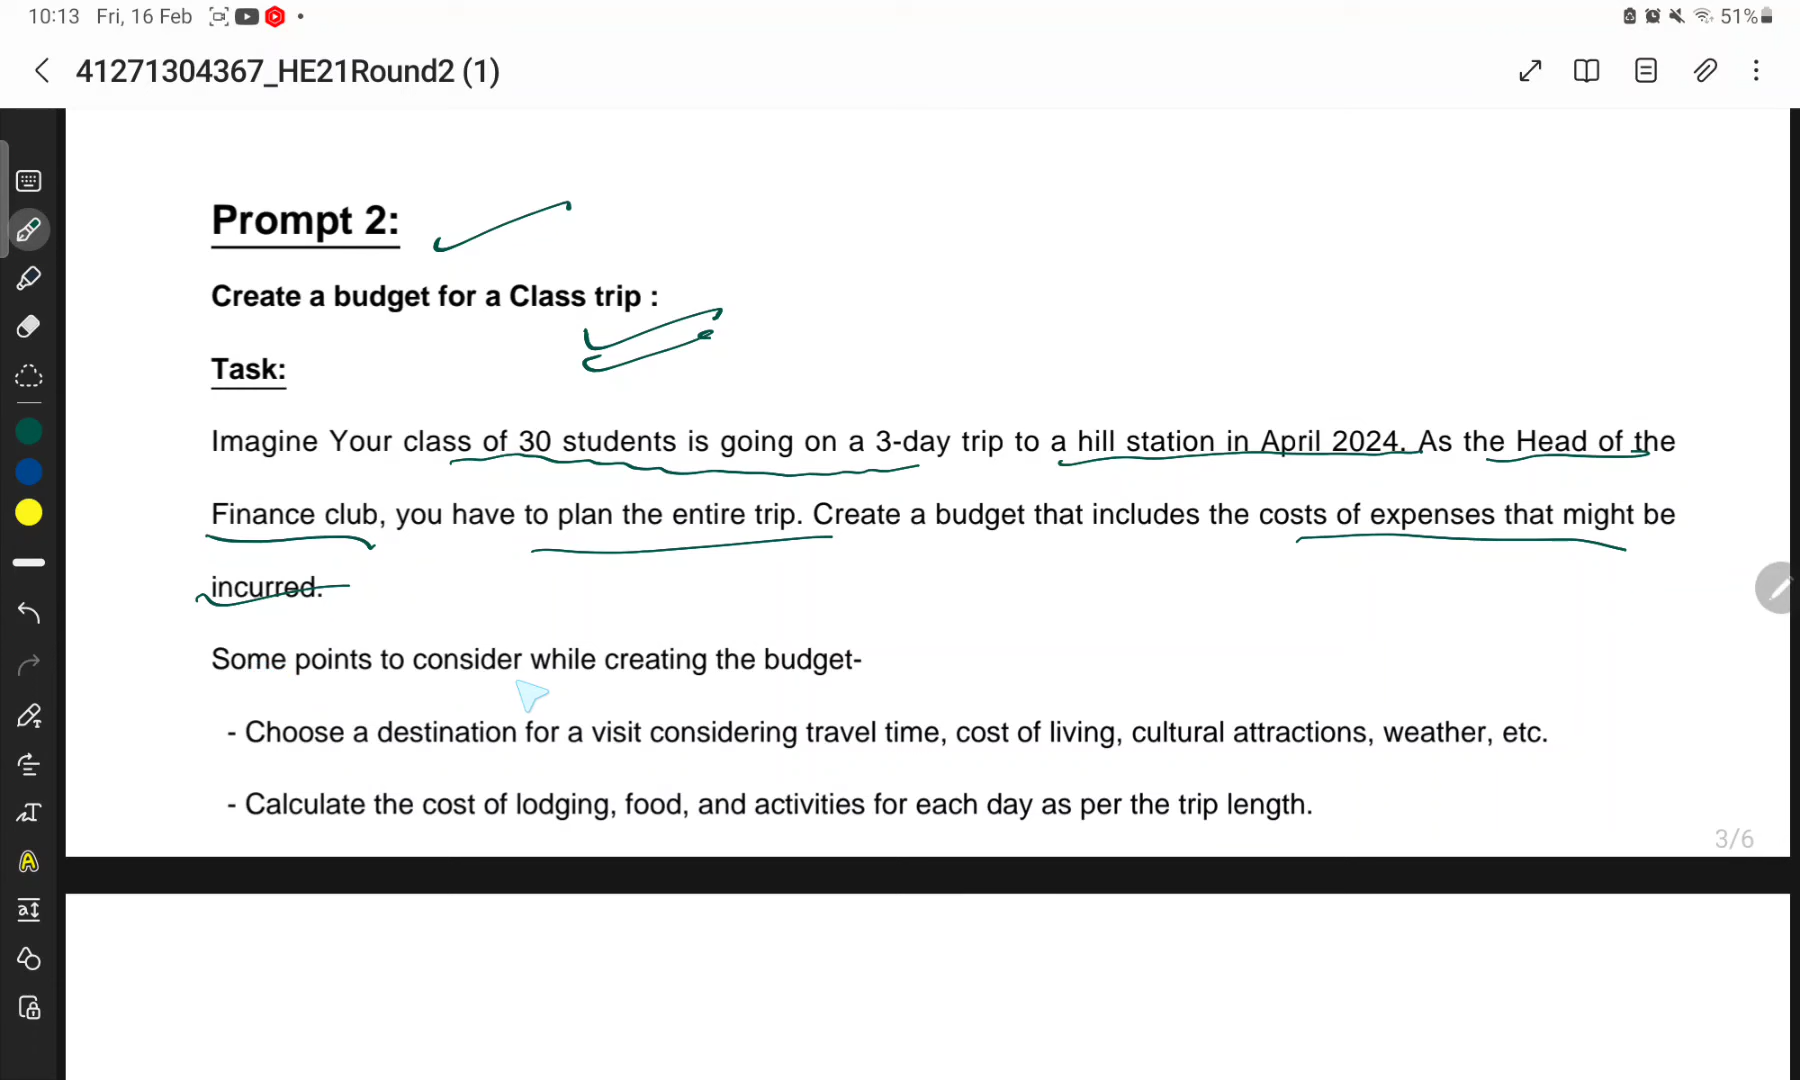 10:13 Fri, 16 Feb
51%
41271304367_HE21Round2 (1)
Prompt 2:
Create a budget for a Class trip :
Task:
Imagine Your class of 30 students is going on a 3-day trip to a hill station in April 2024. As the Head of the
Finance club, you have to plan the entire trip. Create a budget that includes the costs of expenses that might be
incurred.
Some points to consider while creating the budget-
- Choose a destination for a visit considering travel time, cost of living, cultural attractions, weather, etc.
- Calculate the cost of lodging, food, and activities for each day as per the trip length.
3/6